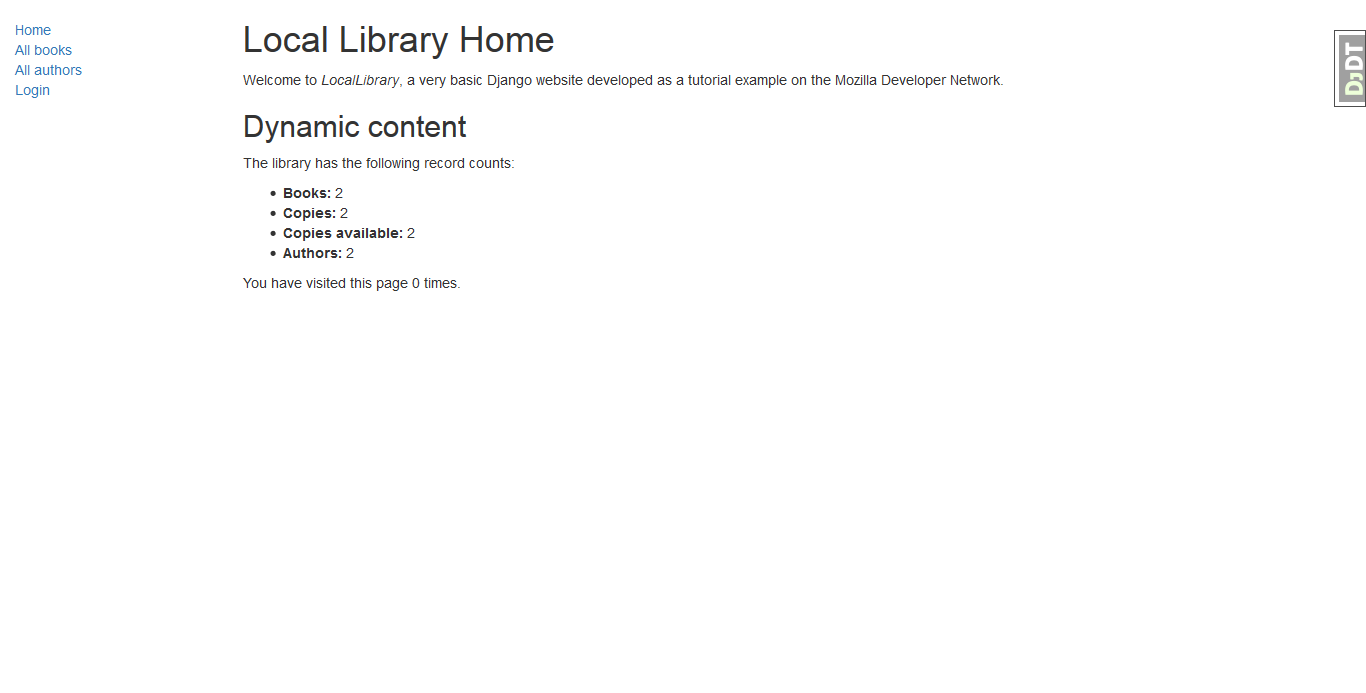 Home
All books
All authors
Login
Local Library Home
Welcome to LocalLibrary, a very basic Django website developed as a tutorial example on the Mozilla Developer Network.
Dynamic content
The library has the following record counts:
• Books: 2
• Copies: 2
• Copies available: 2
• Authors: 2
You have visited this page 0 times.
DJDT